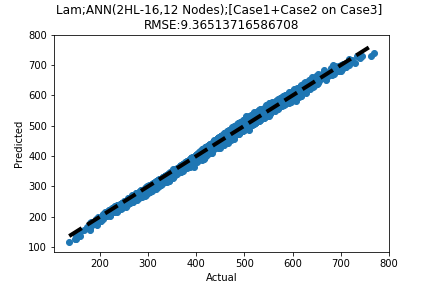 Lam;ANN(2HL-16,12 Nodes);[Case1+Case2 on Case3]
RMSE:9.36513716586708
800
700
600
500
400
300
200
100
Predicted
200 300 400 500 600 700 800
Actual